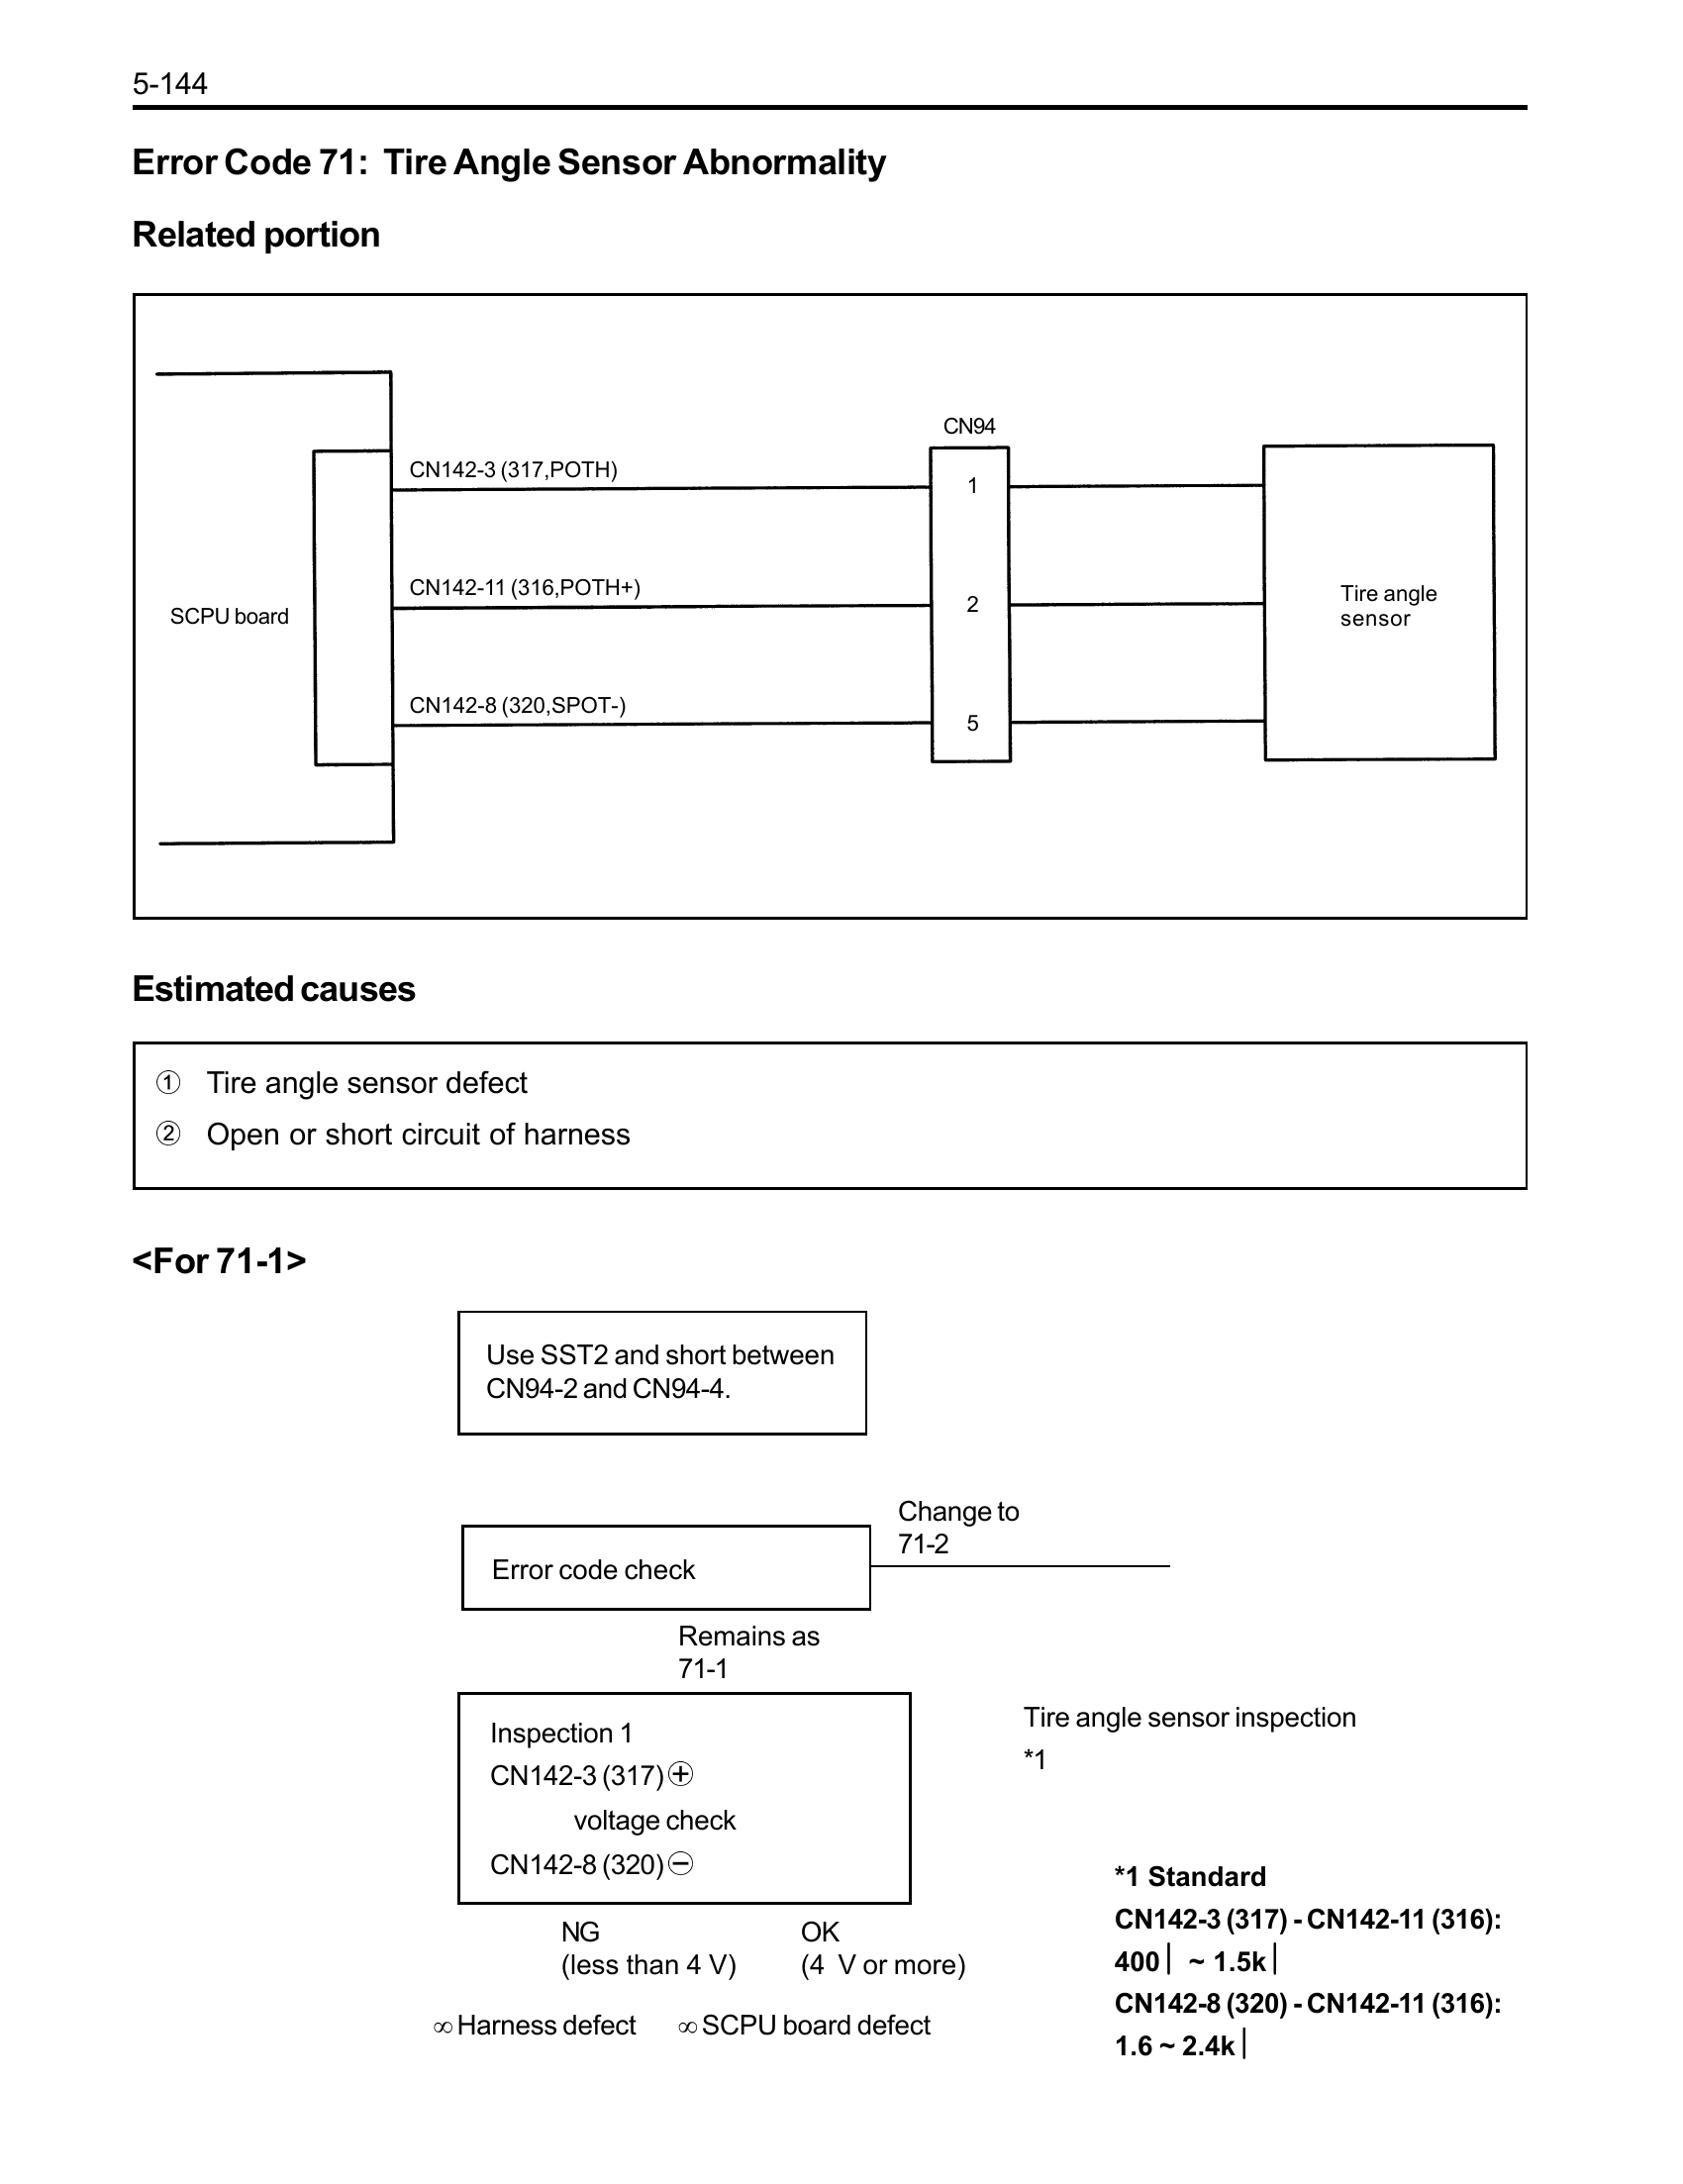 5-144
Error Code 71: Tire Angle Sensor Abnormality
Related portion
CN94
CN142-3 (317,POTH)
1
CN142-11 (316,POTH+)
2
SCPU board
Tire angle
sensor
CN142-8 (320,SPOT-)
5
Estimated causes
① Tire angle sensor defect
② Open or short circuit of harness
<For 71-1>
Use SST2 and short between
CN94-2 and CN94-4.
Change to
71-2
Error code check
Remains as
71-1
Inspection 1
CN142-3 (317)⊕
voltage check
CN142-8 (320)⊖
Tire angle sensor inspection
*1
NG
(less than 4 V)
OK
(4 V or more)
∞ Harness defect
∞ SCPU board defect
*1 Standard
CN142-3 (317) - CN142-11 (316):
400⎮ ~ 1.5k⎮
CN142-8 (320) - CN142-11 (316):
1.6 ~ 2.4k⎮